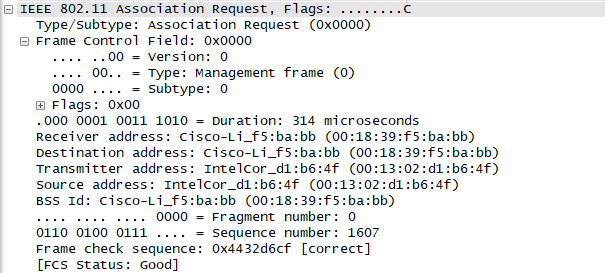 IEEE 802.11 Association Request, Flags: ........C
Type/Subtype: Association Request (0x0000)
Frame Control Field: 0x0000
.... ..00 = Version: 0
.... 00.. = Type: Management frame (0)
0000 .... = Subtype: 0
Flags: 0x00
.000 0001 0011 1010 = Duration: 314 microseconds
Receiver address: Cisco-Li_f5:ba:bb (00:18:39:f5:ba:bb)
Destination address: Cisco-Li_f5:ba:bb (00:18:39:f5:ba:bb)
Transmitter address: IntelCor_d1:b6:4f (00:13:02:d1:b6:4f)
Source address: IntelCor_d1:b6:4f (00:13:02:d1:b6:4f)
BSS Id: Cisco-Li_f5:ba:bb (00:18:39:f5:ba:bb)
.... .... .... 0000 = Fragment number: 0
0110 0100 0111 .... = Sequence number: 1607
Frame check sequence: 0x4432d6cf [correct]
[FCS Status: Good]